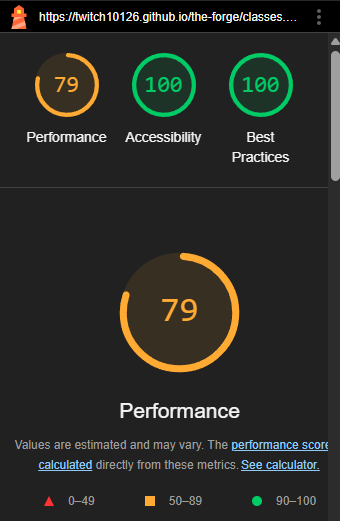 https://twitch10126.github.io/the-forge/classes....
79
100
100
Performance
Accessibility
Best
Practices
79
Performance
Values are estimated and may vary. The performance score
calculated directly from these metrics. See calculator.
0–49
50–89
90–100